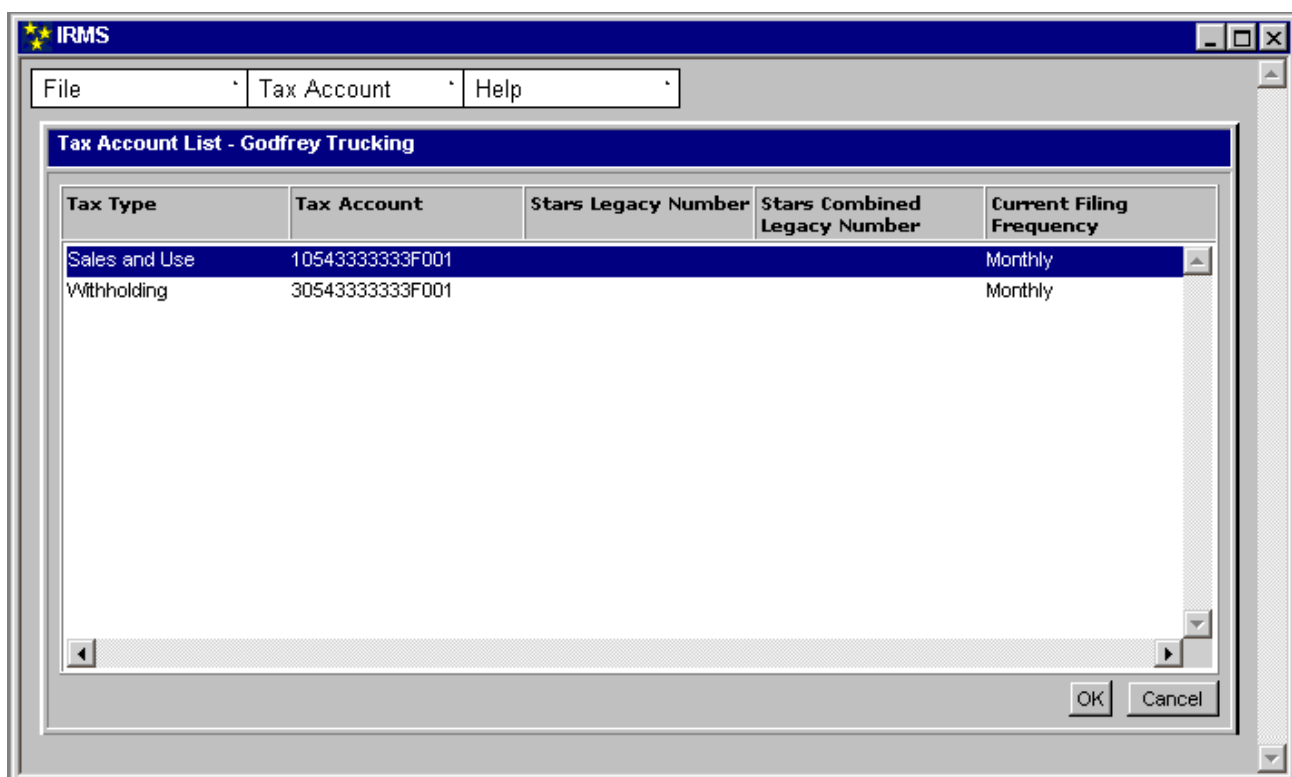 IRMS
File Tax Account Help
Tax Account List - Godfrey Trucking
Tax Type Tax Account Stars Legacy Number Stars Combined Legacy Number Current Filing Frequency
Sales and Use 10543333333F001 Monthly
Withholding 30543333333F001 Monthly
OK Cancel